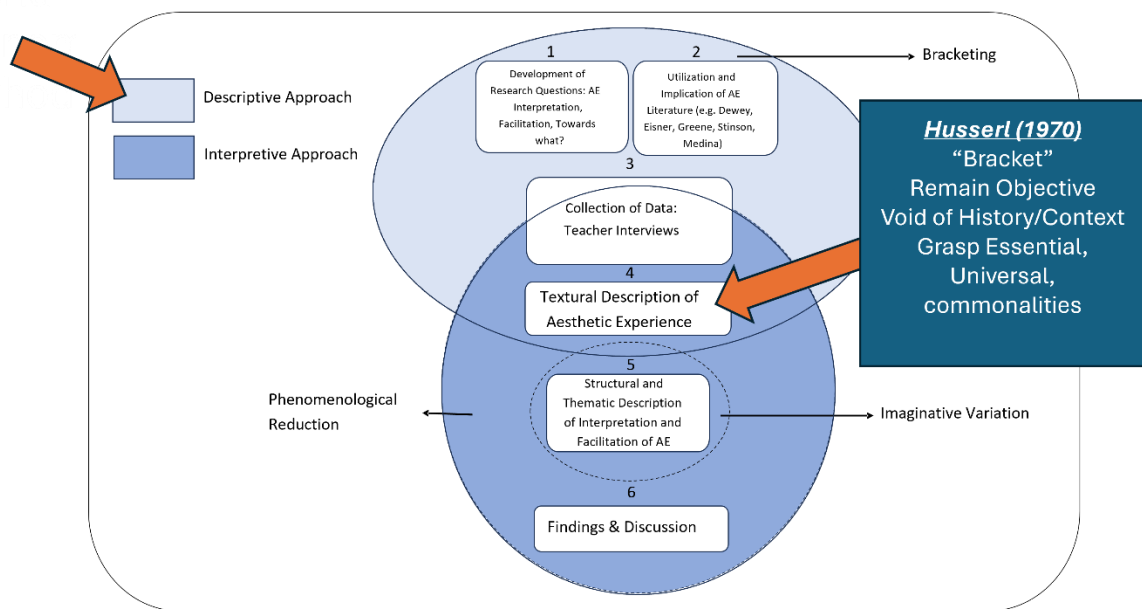 Descriptive Approach
Interpretive Approach
1
Development of
Research Questions: AE
Interpretation,
Facilitation, Towards
what?
2
Utilization and
Implication of AE
Literature (e.g. Dewey,
Eisner, Greene, Stinson,
Medina)
Bracketing
Husserl (1970)
“Bracket”
Remain Objective
Void of History/Context
Grasp Essential,
Universal,
commonalities
3
Collection of Data:
Teacher Interviews
4
Textural Description of
Aesthetic Experience
5
Structural and
Thematic Description
of Interpretation and
Facilitation of AE
Phenomenological
Reduction
Imaginative Variation
6
Findings & Discussion